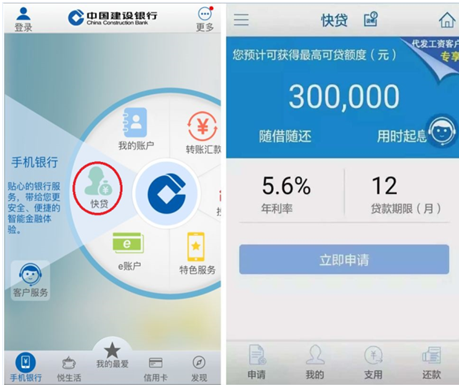 登录
中国建设银行
China Construction Bank
更多
我的账户
转账汇款
手机银行
贴心的银行服
务，带给您更
安全、便捷的
智能金融体
验。
快贷
客户服务
e账户
特色服务
我的最爱
手机银行
悦生活
信用卡
发现
快贷
代发工资客户
专享
您预计可获得最高可贷额度（元）
300,000
随借随还
用时起息
5.6%
年利率
12
贷款期限（月）
立即申请
申请
我的
支用
还款